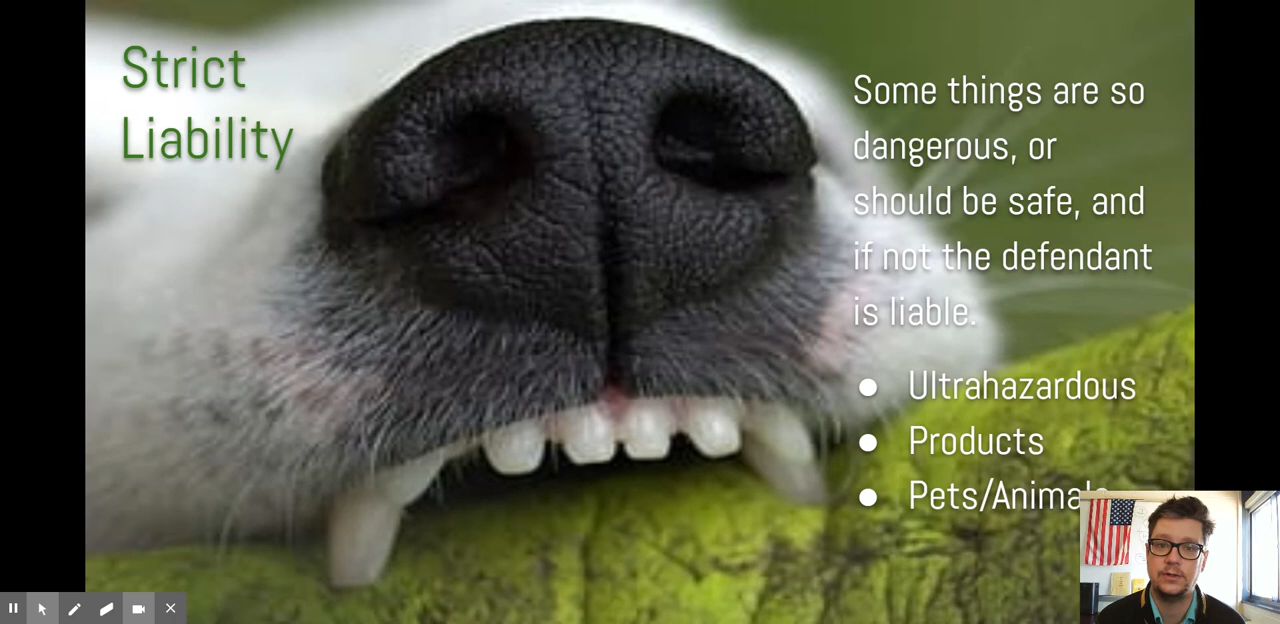 Strict
Liability
Some things are so
dangerous, or
should be safe, and
if not the defendant
is liable.
● Ultrahazardous
● Products